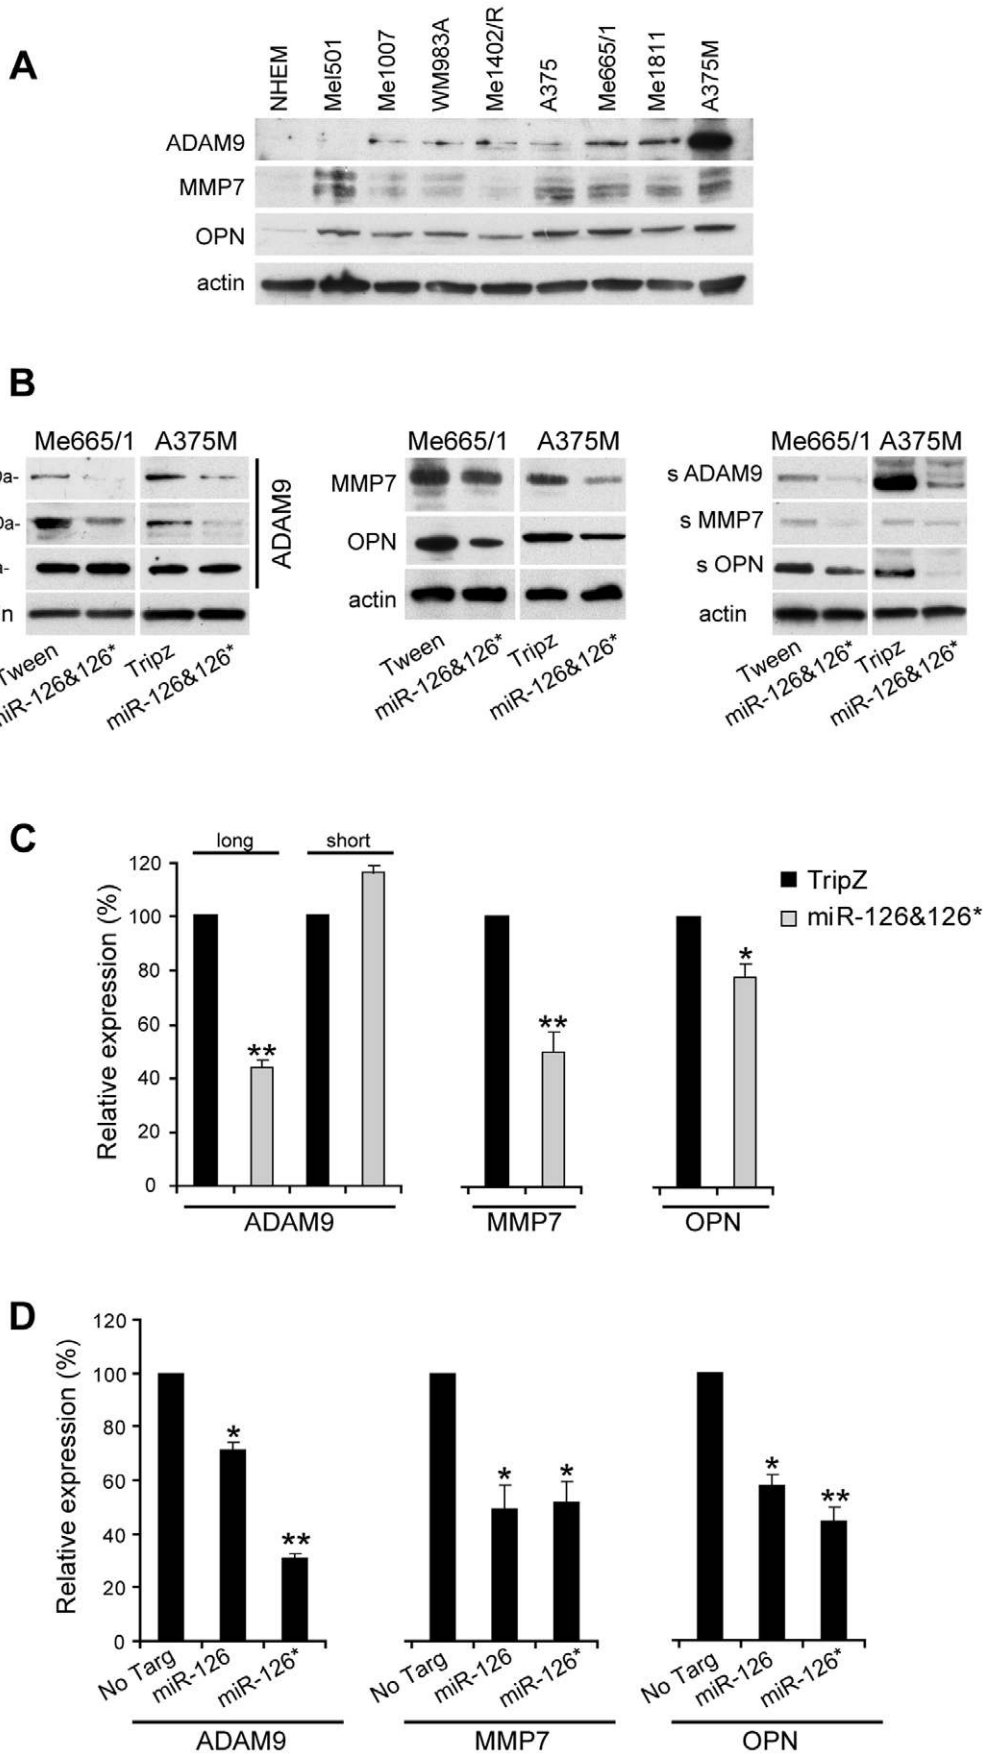 A
NHEM
Mel501
Me1007
WM983A
Me1402/R
A375
Me665/1
Me1811
A375M
ADAM9
MMP7
OPN
actin
B
Me665/1 A375M
Da-
Da-
a-
n
ADAM9
Tween
miR-126&126*
Tripz
miR-126&126*
Me665/1 A375M
MMP7
OPN
actin
Tween
miR-126&126*
Tripz
miR-126&126*
Me665/1 A375M
s ADAM9
s MMP7
s OPN
actin
Tween
miR-126&126*
Tripz
miR-126&126*
C
long short
Relative expression (%)
120
100
80
60
40
20
0
**
**
*
TripZ
miR-126&126*
ADAM9 MMP7 OPN
D
Relative expression (%)
120
100
80
60
40
20
0
*
**
*
*
*
**
No Targ
miR-126
miR-126*
No Targ
miR-126
miR-126*
No Targ
miR-126
miR-126*
ADAM9 MMP7 OPN